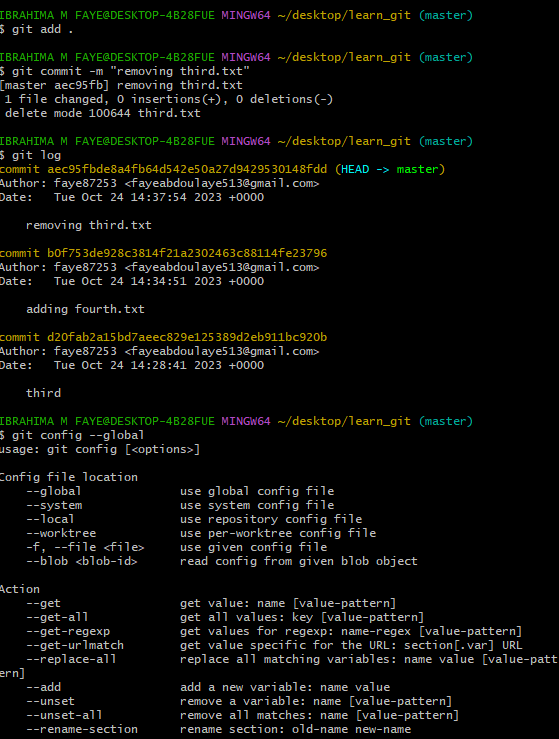 IBRAHIMA M FAYE@DESKTOP-4B28FUE MINGW64 ~/desktop/learn_git (master)
$ git add .
IBRAHIMA M FAYE@DESKTOP-4B28FUE MINGW64 ~/desktop/learn_git (master)
$ git commit -m "removing third.txt"
[master aec95fb] removing third.txt
 1 file changed, 0 insertions(+), 0 deletions(-)
 delete mode 100644 third.txt
IBRAHIMA M FAYE@DESKTOP-4B28FUE MINGW64 ~/desktop/learn_git (master)
$ git log
commit aec95fbde8a4fb64d542e50a27d9429530148fdd (HEAD -> master)
Author: faye87253 <fayeabdoulaye513@gmail.com>
Date:   Tue Oct 24 14:37:54 2023 +0000
    removing third.txt
commit b0f753de928c3814f21a2302463c88114fe23796
Author: faye87253 <fayeabdoulaye513@gmail.com>
Date:   Tue Oct 24 14:34:51 2023 +0000
    adding fourth.txt
commit d20fab2a15bd7aeec829e125389d2eb911bc920b
Author: faye87253 <fayeabdoulaye513@gmail.com>
Date:   Tue Oct 24 14:28:41 2023 +0000
    third
IBRAHIMA M FAYE@DESKTOP-4B28FUE MINGW64 ~/desktop/learn_git (master)
$ git config --global
usage: git config [<options>]
Config file location
    --global              use global config file
    --system              use system config file
    --local               use repository config file
    --worktree            use per-worktree config file
    -f, --file <file>     use given config file
    --blob <blob-id>      read config from given blob object
Action
    --get                 get value: name [value-pattern]
    --get-all             get all values: key [value-pattern]
    --get-regexp          get values for regexp: name-regex [value-pattern]
    --get-urlmatch        get value specific for the URL: section[.var] URL
    --replace-all         replace all matching variables: name value [value-patt
ern]
    --add                 add a new variable: name value
    --unset               remove a variable: name [value-pattern]
    --unset-all           remove all matches: name [value-pattern]
    --rename-section      rename section: old-name new-name